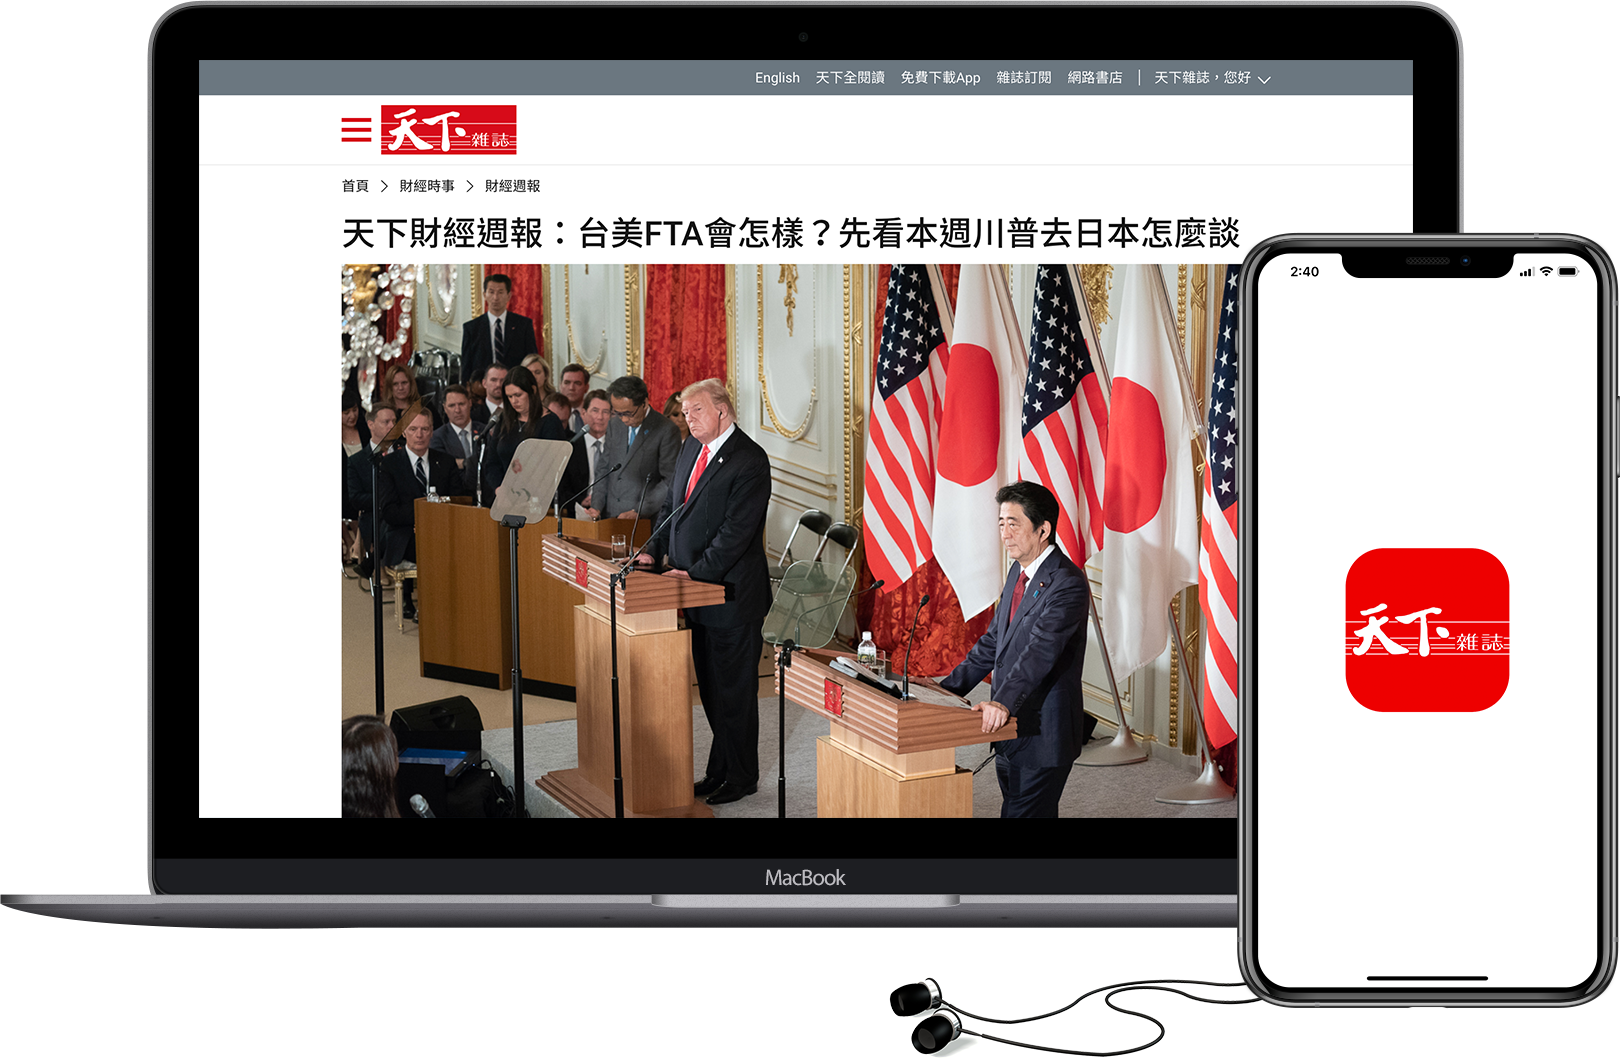 English 天下全閱讀 免費下載App 雜誌訂閱 網路書店 | 天下雜誌，您好
天下雜誌
首頁 > 財經時事 > 財經週報
天下財經週報：台美FTA會怎樣？先看本週川普去日本怎麼談
2:40
天下雜誌
MacBook